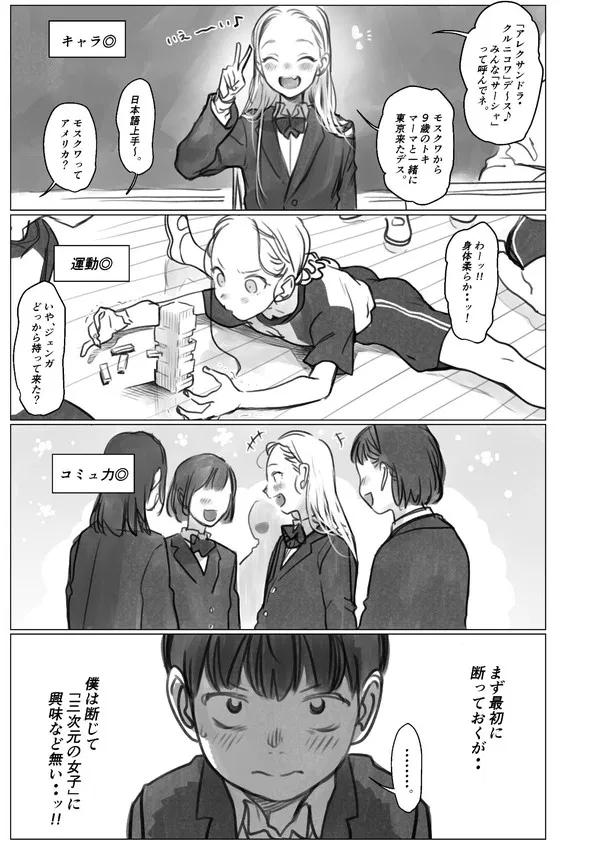 キャラ◎
「アレクサンドラ・
クルニコワ」デース♪
みんな「サーシャ」
って呼んでネ。
いえ〜〜い♪
モスクワから
9歳のトキ
マーマと一緒に
東京来たデス。
日本語上手〜。
モスクワって
アメリカ？
運動◎
わーッ!!
身体柔らか・・ッ！
いや、ジェンガ
どっから持って来た？
コミュ力◎
まず最初に
断っておくが・・
・・・・・・・・。
僕は断じて
「三次元の女子」に
興味など無い・・ッ!!